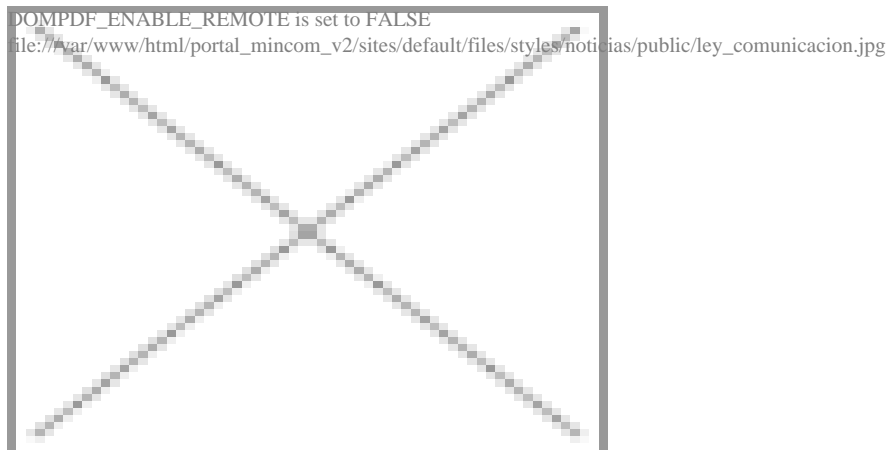 DOMPDF_ENABLE_REMOTE is set to FALSE
file:///var/www/html/portal_mincom_v2/sites/default/files/styles/noticias/public/ley_comunicacion.jpg